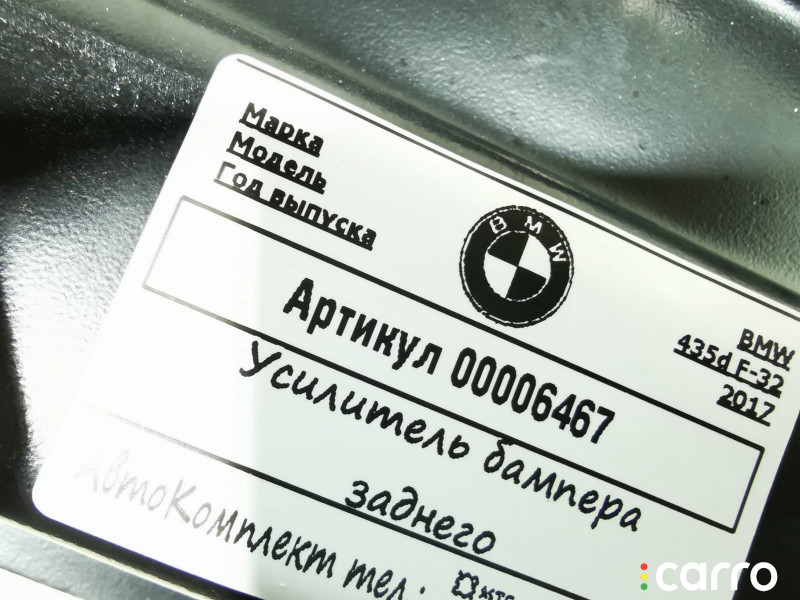 Марка
Модель
Год выпуска
BMW
BMW
435d F-32
2017
Артикул 00006467
Усилитель бампера
заднего
АвтоКомплект тел.
carro